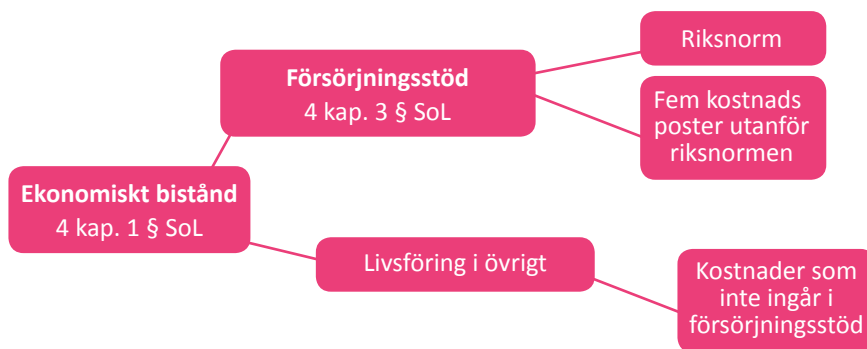 Riksnorm
Försörjningsstöd
4 kap. 3 § SoL
Fem kostnads
poster utanför
riksnormen
Ekonomiskt bistånd
4 kap. 1 § SoL
Livsföring i övrigt
Kostnader som
inte ingår i
försörjningsstöd